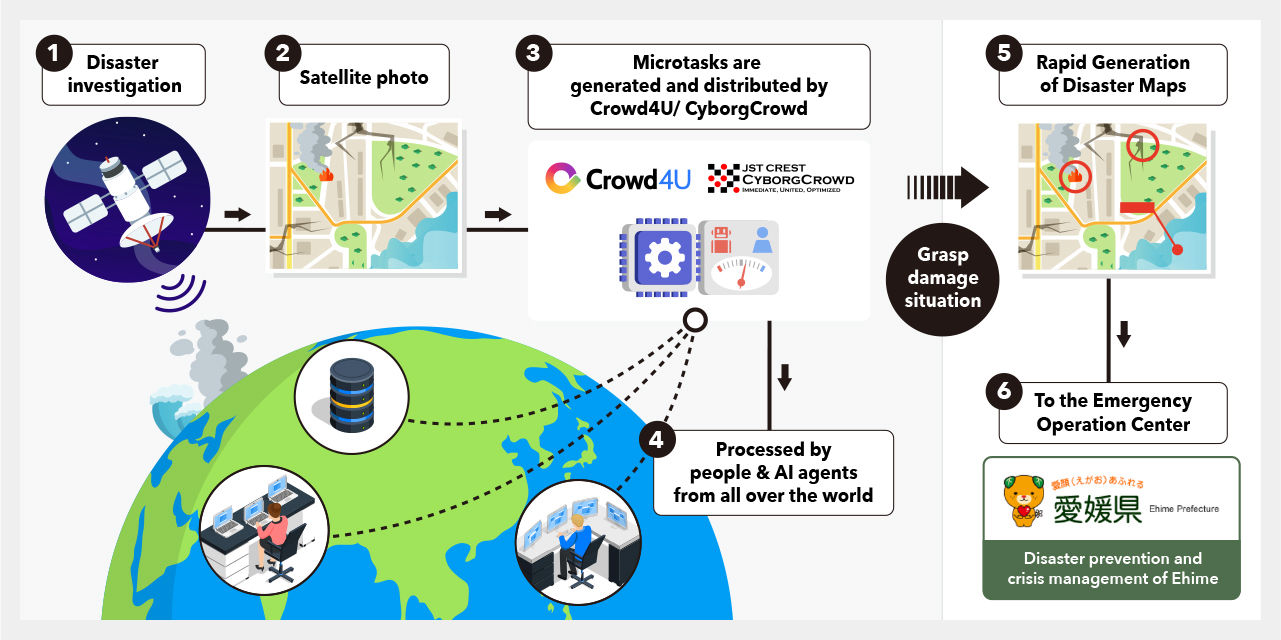 1
Disaster
investigation
2
Satellite photo
3
Microtasks are
generated and distributed by
Crowd4U/ CyborgCrowd
Crowd4U
JST CREST
CYBORGCROWD
IMMEDIATE, UNITED, OPTIMIZED
4
Processed by
people & AI agents
from all over the world
Grasp
damage
situation
5
Rapid Generation
of Disaster Maps
6
To the Emergency
Operation Center
愛顔(えがお)あふれる
愛媛県 Ehime Prefecture
Disaster prevention and
crisis management of Ehime